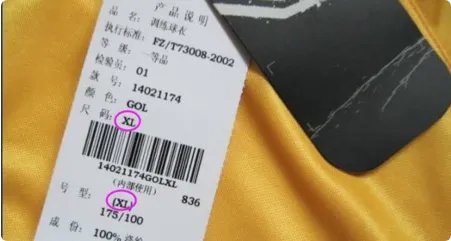 产品说明
品 名: 训练球衣
执行标准: FZ/T73008-2002
等 级: 一等品
检验员: 01
款 号: 14021174
颜 色: GOL
尺 码: XL
14021174GOLXL
(内部使用) 836
号 型: (XL)
175/100
成 份: 100%